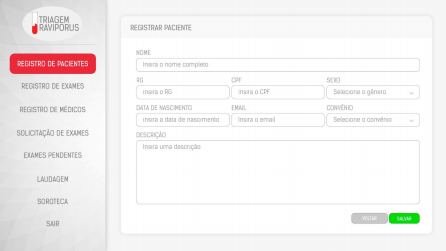 TRIAGEM
RAVIPORUS
REGISTRO DE PACIENTES
REGISTRO DE EXAMES
REGISTRO DE MÉDICOS
SOLICITAÇÃO DE EXAMES
EXAMES PENDENTES
LAUDAGEM
SOROTECA
SAIR
REGISTRAR PACIENTE
NOME
Insira o nome completo
RG CPF SEXO
insira o RG Insira o CPF Selecione o gênero
DATA DE NASCIMENTO EMAIL CONVÊNIO
insira a data de nascimento Insira o email Selecione o convênio
DESCRIÇÃO
Insira uma descrição
VOLTAR SALVAR